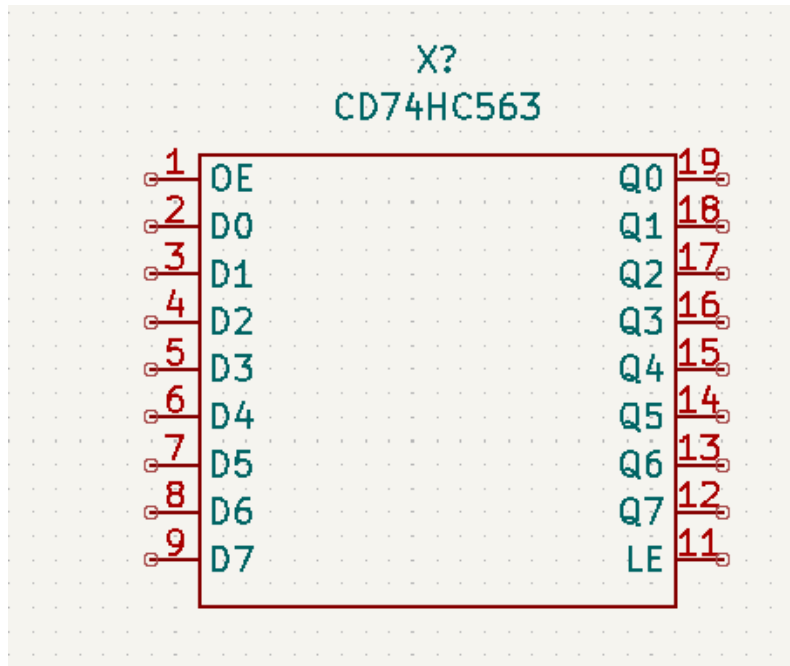 X?
CD74HC563
1 OE Q0 19
2 D0 Q1 18
3 D1 Q2 17
4 D2 Q3 16
5 D3 Q4 15
6 D4 Q5 14
7 D5 Q6 13
8 D6 Q7 12
9 D7 LE 11